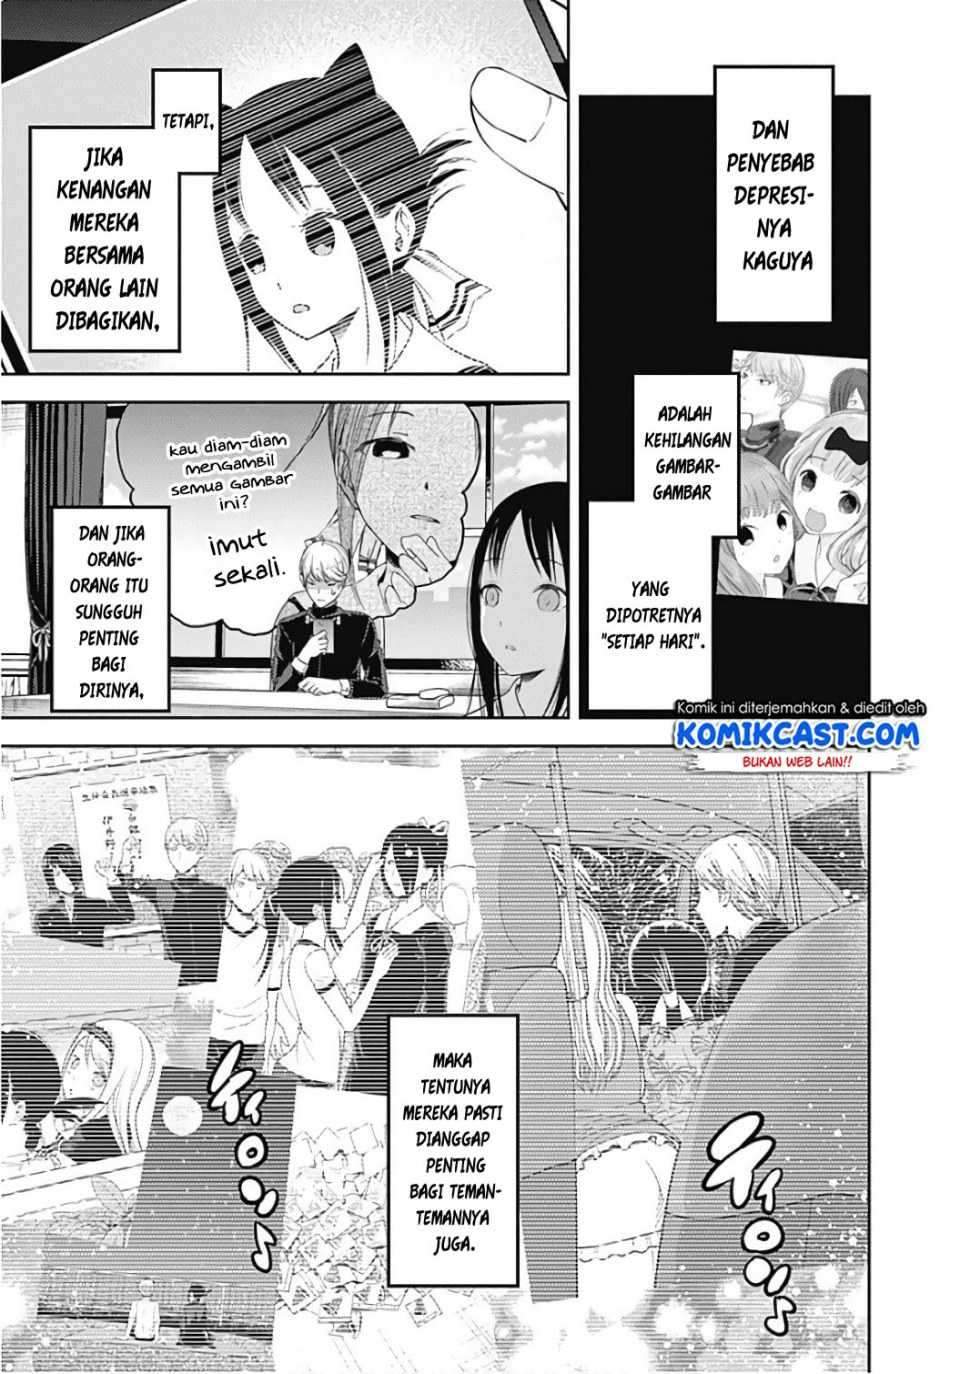 DAN
PENYEBAB
DEPRESI-
NYA
KAGUYA
ADALAH
KEHILANGAN
GAMBAR-
GAMBAR
YANG
DIPOTRETNYA
"SETIAP HARI".
TETAPI,
JIKA
KENANGAN
MEREKA
BERSAMA
ORANG LAIN
DIBAGIKAN,
kau diam-diam
mengambil
semua gambar
ini?
imut
sekali.
DAN JIKA
ORANG-
ORANG ITU
SUNGGUH
PENTING
BAGI
DIRINYA,
Komik ini diterjemahkan & diedit oleh
KOMIKCAST.COM
BUKAN WEB LAIN!!
MAKA
TENTUNYA
MEREKA PASTI
DIANGGAP
PENTING
BAGI TEMAN-
TEMANNYA
JUGA.